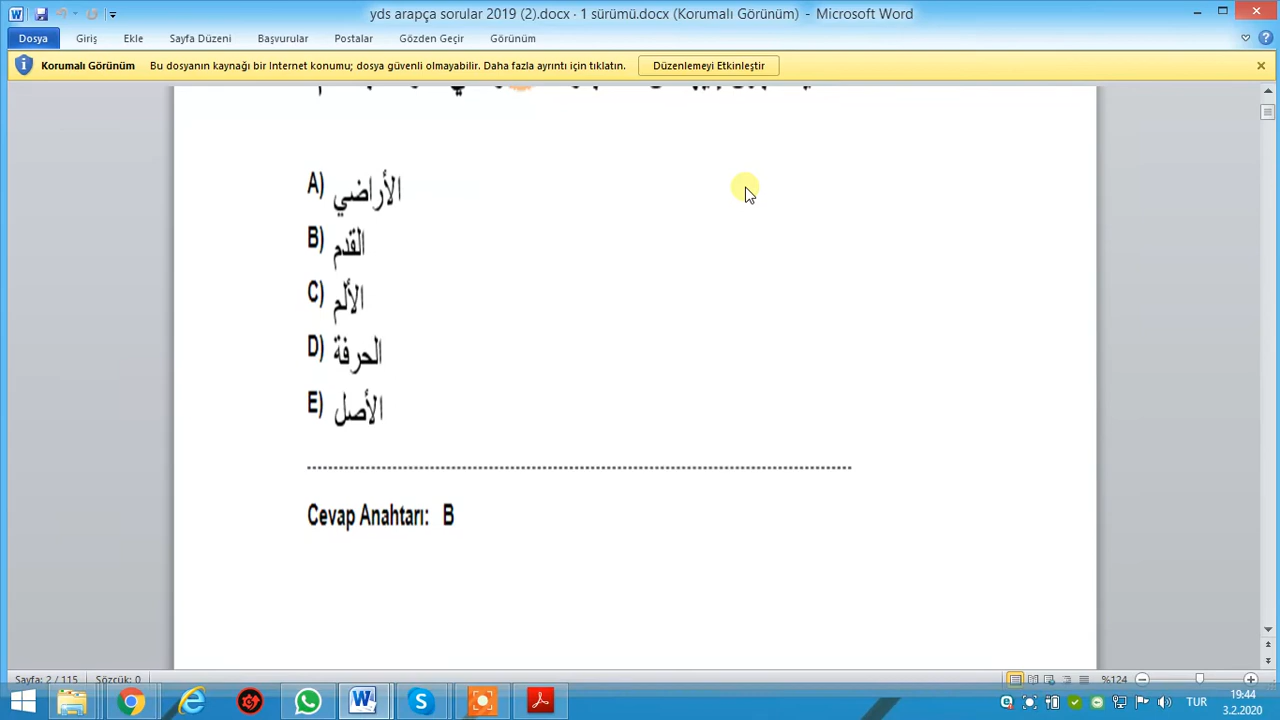 yds arapça sorular 2019 (2).docx · 1 sürümü.docx (Korumalı Görünüm) - Microsoft Word
Dosya Giriş Ekle Sayfa Düzeni Başvurular Postalar Gözden Geçir Görünüm
Korumalı Görünüm Bu dosyanın kaynağı bir Internet konumu; dosya güvenli olmayabilir. Daha fazla ayrıntı için tıklatın. Düzenlemeyi Etkinleştir
A) الأراضي
B) القدم
C) الألم
D) الحرفة
E) الأصل
Cevap Anahtarı: B
Sayfa: 2 / 115 Sözcük: 0 %124
TUR 19:44
3.2.2020